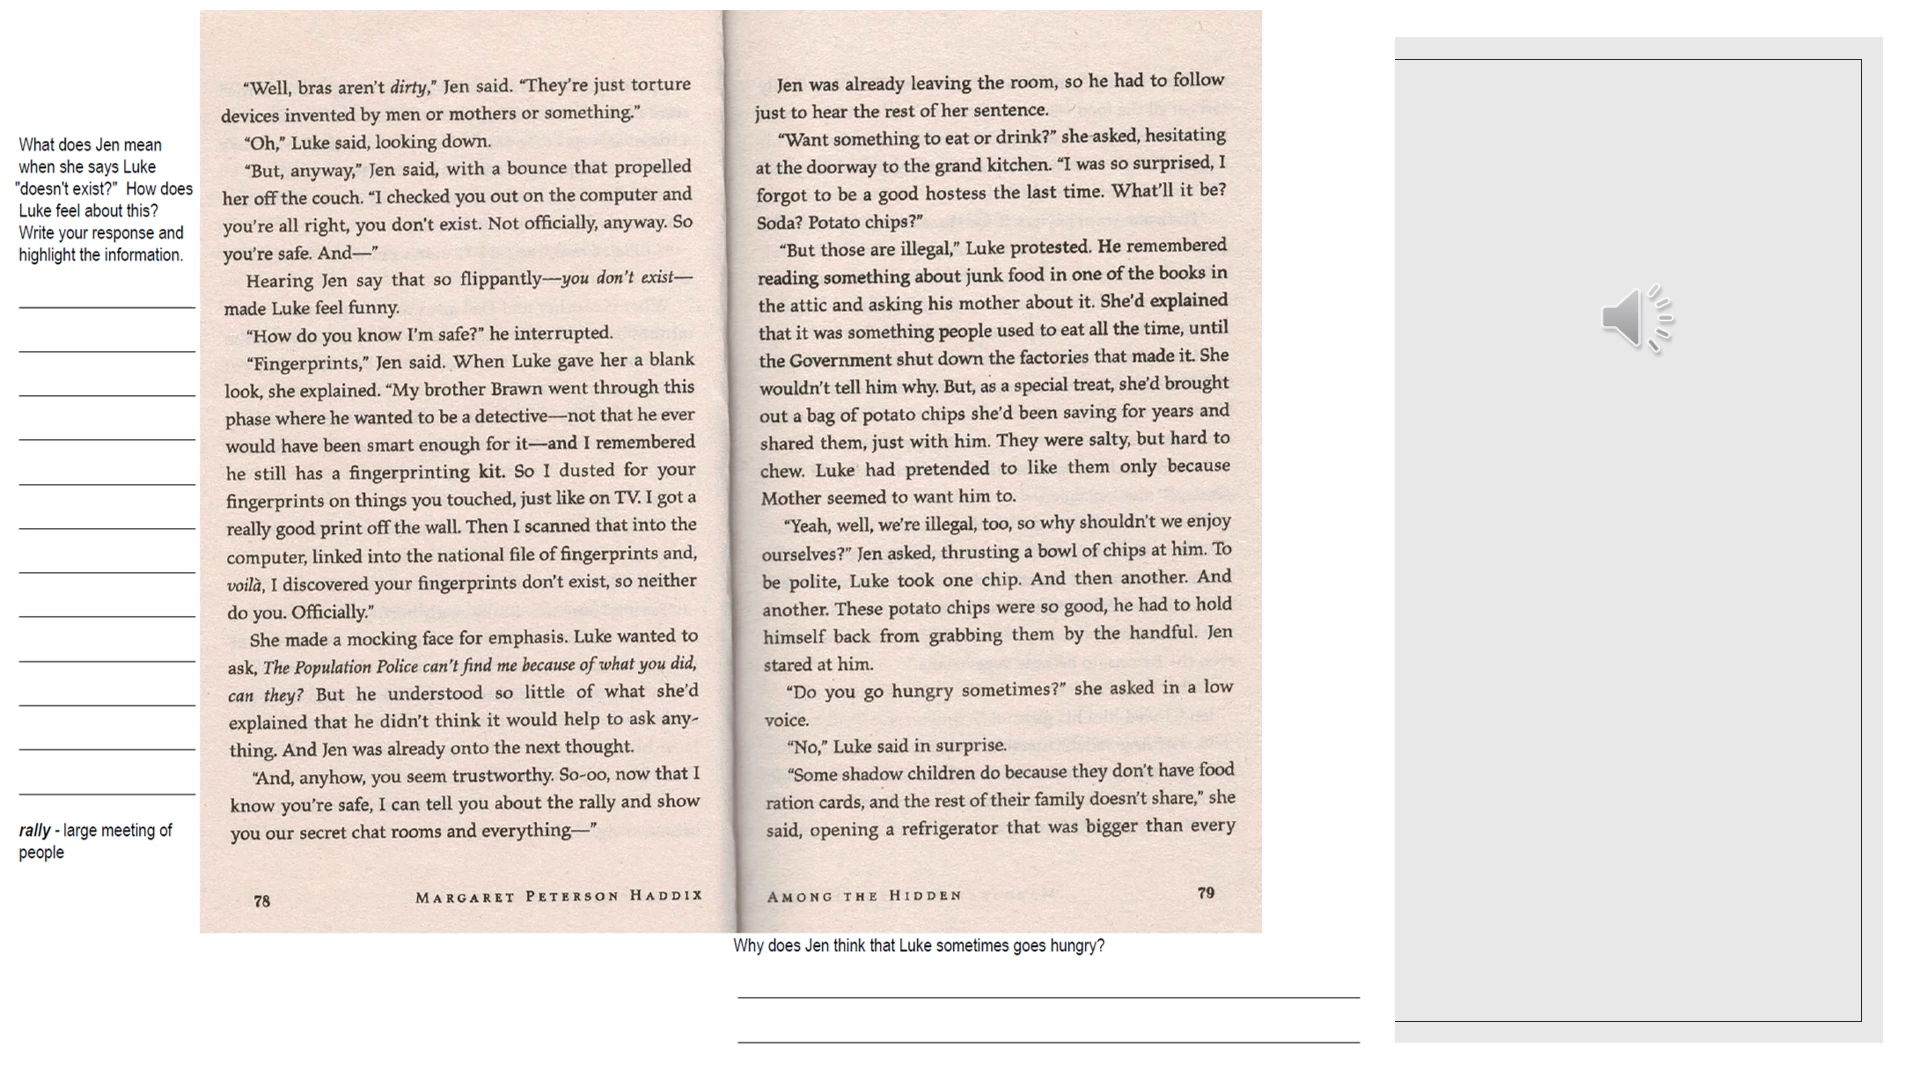 What does Jen mean
when she says Luke
"doesn't exist?" How does
Luke feel about this?
Write your response and
highlight the information.
rally - large meeting of
people
“Well, bras aren’t dirty,” Jen said. “They’re just torture
devices invented by men or mothers or something.”
“Oh,” Luke said, looking down.
“But, anyway,” Jen said, with a bounce that propelled
her off the couch. “I checked you out on the computer and
you’re all right, you don’t exist. Not officially, anyway. So
you’re safe. And—”
Hearing Jen say that so flippantly—you don’t exist—
made Luke feel funny.
“How do you know I’m safe?” he interrupted.
“Fingerprints,” Jen said. When Luke gave her a blank
look, she explained. “My brother Brawn went through this
phase where he wanted to be a detective—not that he ever
would have been smart enough for it—and I remembered
he still has a fingerprinting kit. So I dusted for your
fingerprints on things you touched, just like on TV. I got a
really good print off the wall. Then I scanned that into the
computer, linked into the national file of fingerprints and,
voilà, I discovered your fingerprints don’t exist, so neither
do you. Officially.”
She made a mocking face for emphasis. Luke wanted to
ask, The Population Police can’t find me because of what you did,
can they? But he understood so little of what she’d
explained that he didn’t think it would help to ask any-
thing. And Jen was already onto the next thought.
“And, anyhow, you seem trustworthy. So-oo, now that I
know you’re safe, I can tell you about the rally and show
you our secret chat rooms and everything—”
78 MARGARET PETERSON HADDIX
Jen was already leaving the room, so he had to follow
just to hear the rest of her sentence.
“Want something to eat or drink?” she asked, hesitating
at the doorway to the grand kitchen. “I was so surprised, I
forgot to be a good hostess the last time. What’ll it be?
Soda? Potato chips?”
“But those are illegal,” Luke protested. He remembered
reading something about junk food in one of the books in
the attic and asking his mother about it. She’d explained
that it was something people used to eat all the time, until
the Government shut down the factories that made it. She
wouldn’t tell him why. But, as a special treat, she’d brought
out a bag of potato chips she’d been saving for years and
shared them, just with him. They were salty, but hard to
chew. Luke had pretended to like them only because
Mother seemed to want him to.
“Yeah, well, we’re illegal, too, so why shouldn’t we enjoy
ourselves?” Jen asked, thrusting a bowl of chips at him. To
be polite, Luke took one chip. And then another. And
another. These potato chips were so good, he had to hold
himself back from grabbing them by the handful. Jen
stared at him.
“Do you go hungry sometimes?” she asked in a low
voice.
“No,” Luke said in surprise.
“Some shadow children do because they don’t have food
ration cards, and the rest of their family doesn’t share,” she
said, opening a refrigerator that was bigger than every
AMONG THE HIDDEN 79
Why does Jen think that Luke sometimes goes hungry?